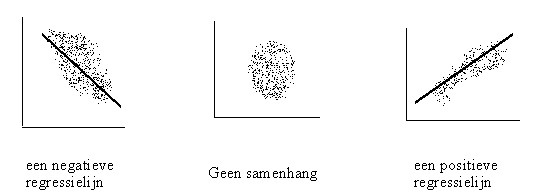 een negatieve
regressielijn
Geen samenhang
een positieve
regressielijn